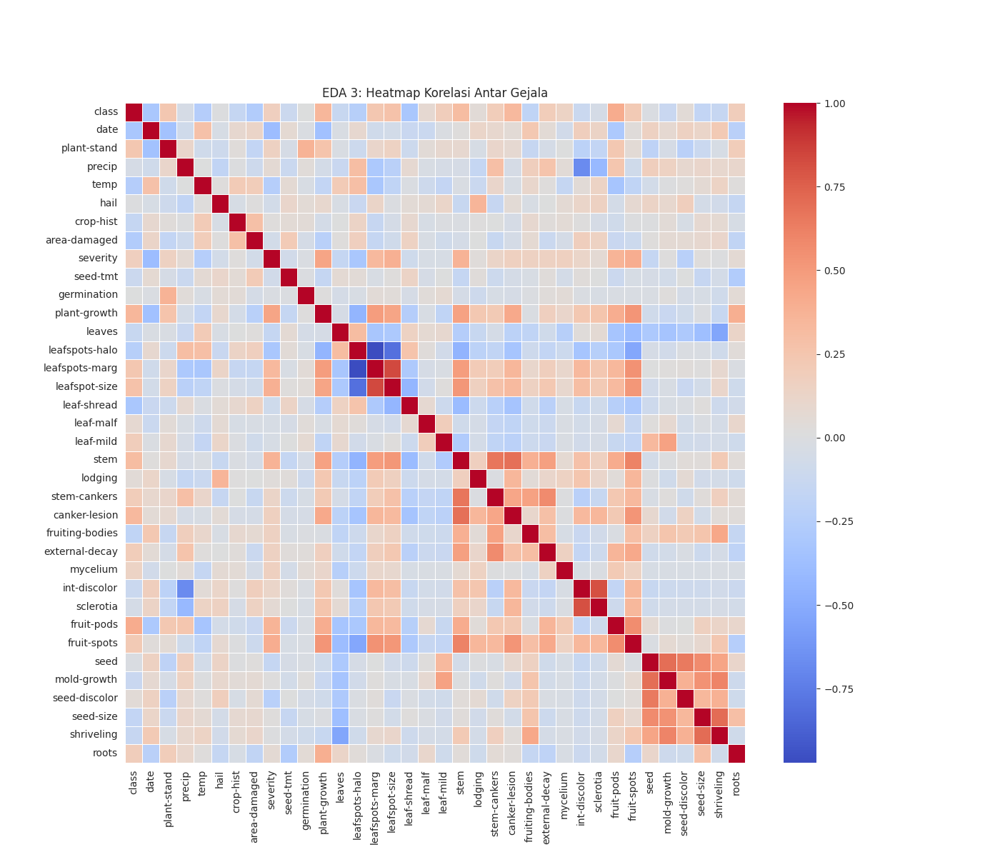 EDA 3: Heatmap Korelasi Antar Gejala
class
date
plant-stand
precip
temp
hail
crop-hist
area-damaged
severity
seed-tmt
germination
plant-growth
leaves
leafspots-halo
leafspots-marg
leafspot-size
leaf-shread
leaf-malf
leaf-mild
stem
lodging
stem-cankers
canker-lesion
fruiting-bodies
external-decay
mycelium
int-discolor
sclerotia
fruit-pods
fruit-spots
seed
mold-growth
seed-discolor
seed-size
shriveling
roots
class
date
plant-stand
precip
temp
hail
crop-hist
area-damaged
severity
seed-tmt
germination
plant-growth
leaves
leafspots-halo
leafspots-marg
leafspot-size
leaf-shread
leaf-malf
leaf-mild
stem
lodging
stem-cankers
canker-lesion
fruiting-bodies
external-decay
mycelium
int-discolor
sclerotia
fruit-pods
fruit-spots
seed
mold-growth
seed-discolor
seed-size
shriveling
roots
1.00
0.75
0.50
0.25
0.00
−0.25
−0.50
−0.75